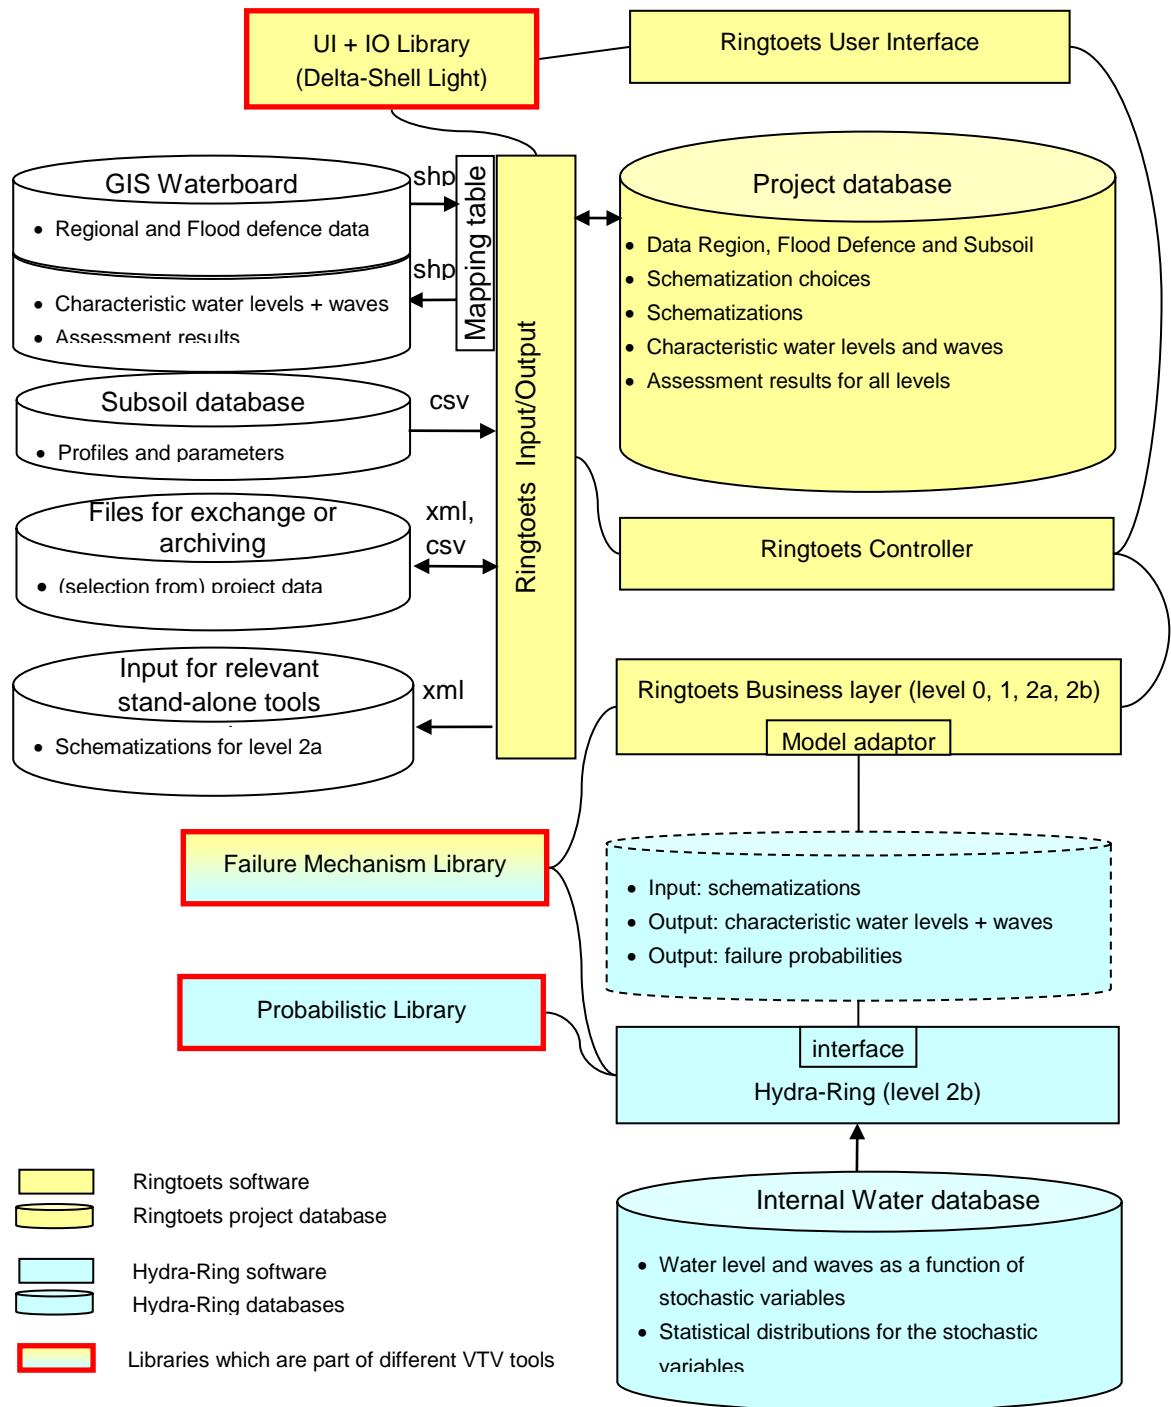 UI + IO Library
(Delta-Shell Light)
Ringtoets User Interface
GIS Waterboard
• Regional and Flood defence data
• Characteristic water levels + waves
• Assessment results
shp
shp
Mapping table
Ringtoets Input/Output
Project database
• Data Region, Flood Defence and Subsoil
• Schematization choices
• Schematizations
• Characteristic water levels and waves
• Assessment results for all levels
Subsoil database
• Profiles and parameters
csv
Files for exchange or
archiving
• (selection from) project data
xml,
csv
Ringtoets Controller
Input for relevant
stand-alone tools
• Schematizations for level 2a
xml
Ringtoets Business layer (level 0, 1, 2a, 2b)
Model adaptor
Failure Mechanism Library
• Input: schematizations
• Output: characteristic water levels + waves
• Output: failure probabilities
Probabilistic Library
interface
Hydra-Ring (level 2b)
Internal Water database
• Water level and waves as a function of
stochastic variables
• Statistical distributions for the stochastic
variables
Ringtoets software
Ringtoets project database
Hydra-Ring software
Hydra-Ring databases
Libraries which are part of different VTV tools